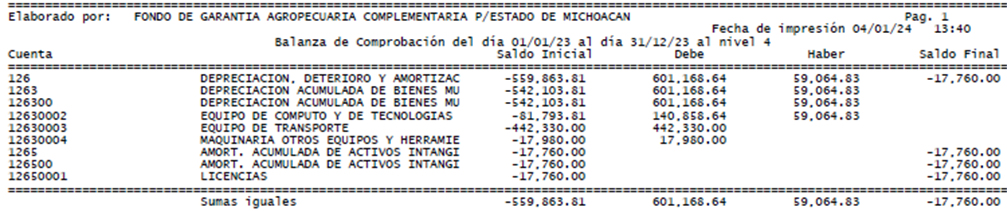 Elaborado por: FONDO DE GARANTIA AGROPECUARIA COMPLEMENTARIA P/ESTADO DE MICHOACAN Pag. 1
Fecha de impresión 04/01/24 13:40
Balanza de Comprobación del día 01/01/23 al día 31/12/23 al nivel 4
Cuenta Saldo Inicial Debe Haber Saldo Final
126 DEPRECIACION, DETERIORO Y AMORTIZAC -559,863.81 601,168.64 59,064.83 -17,760.00
1263 DEPRECIACION ACUMULADA DE BIENES MU -542,103.81 601,168.64 59,064.83
126300 DEPRECIACION ACUMULADA DE BIENES MU -542,103.81 601,168.64 59,064.83
12630002 EQUIPO DE COMPUTO Y DE TECNOLOGIAS -81,793.81 140,858.64 59,064.83
12630003 EQUIPO DE TRANSPORTE -442,330.00 442,330.00
12630004 MAQUINARIA OTROS EQUIPOS Y HERRAMIE -17,980.00 17,980.00
1265 AMORT. ACUMULADA DE ACTIVOS INTANGI -17,760.00 -17,760.00
126500 AMORT. ACUMULADA DE ACTIVOS INTANGI -17,760.00 -17,760.00
12650001 LICENCIAS -17,760.00 -17,760.00
Sumas iguales -559,863.81 601,168.64 59,064.83 -17,760.00